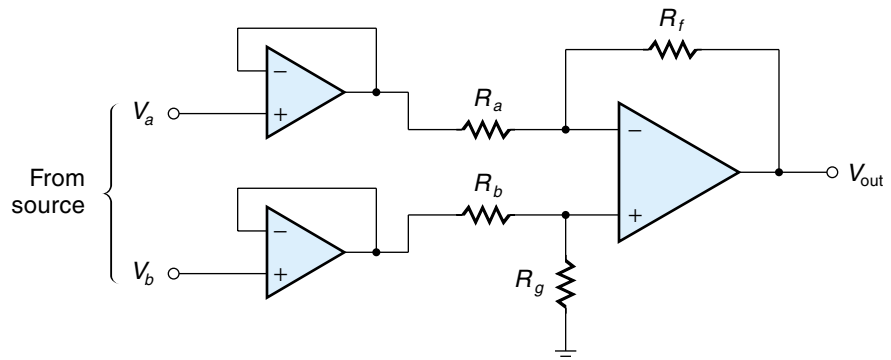 R_f
−
V_a
+
R_a
−
From
source
R_b
V_out
−
+
V_b
+
R_g